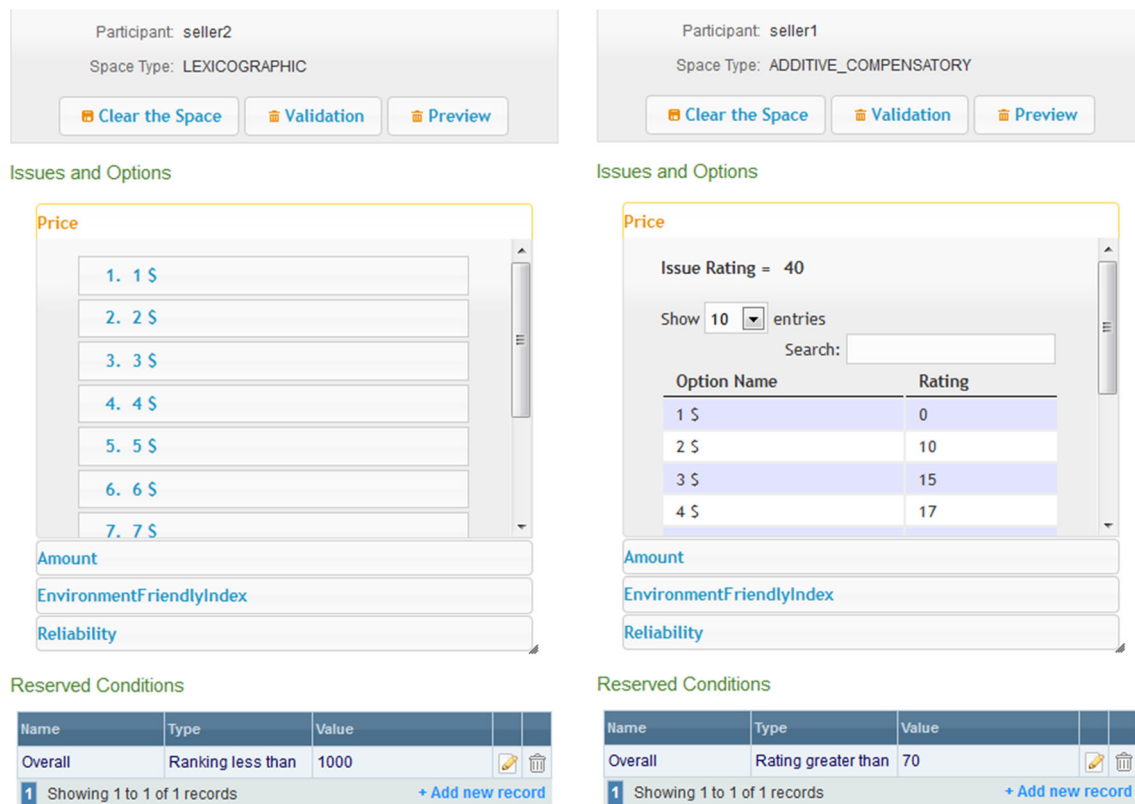 Participant: seller2
Space Type: LEXICOGRAPHIC
Clear the Space Validation Preview
Issues and Options
Price
1. 1 $
2. 2 $
3. 3 $
4. 4 $
5. 5 $
6. 6 $
7. 7 $
Amount
EnvironmentFriendlyIndex
Reliability
Reserved Conditions
Name Type Value
Overall Ranking less than 1000
1 Showing 1 to 1 of 1 records + Add new record
Participant: seller1
Space Type: ADDITIVE_COMPENSATORY
Clear the Space Validation Preview
Issues and Options
Price
Issue Rating = 40
Show 10 entries
Search:
Option Name Rating
1 $ 0
2 $ 10
3 $ 15
4 $ 17
Amount
EnvironmentFriendlyIndex
Reliability
Reserved Conditions
Name Type Value
Overall Rating greater than 70
1 Showing 1 to 1 of 1 records + Add new record